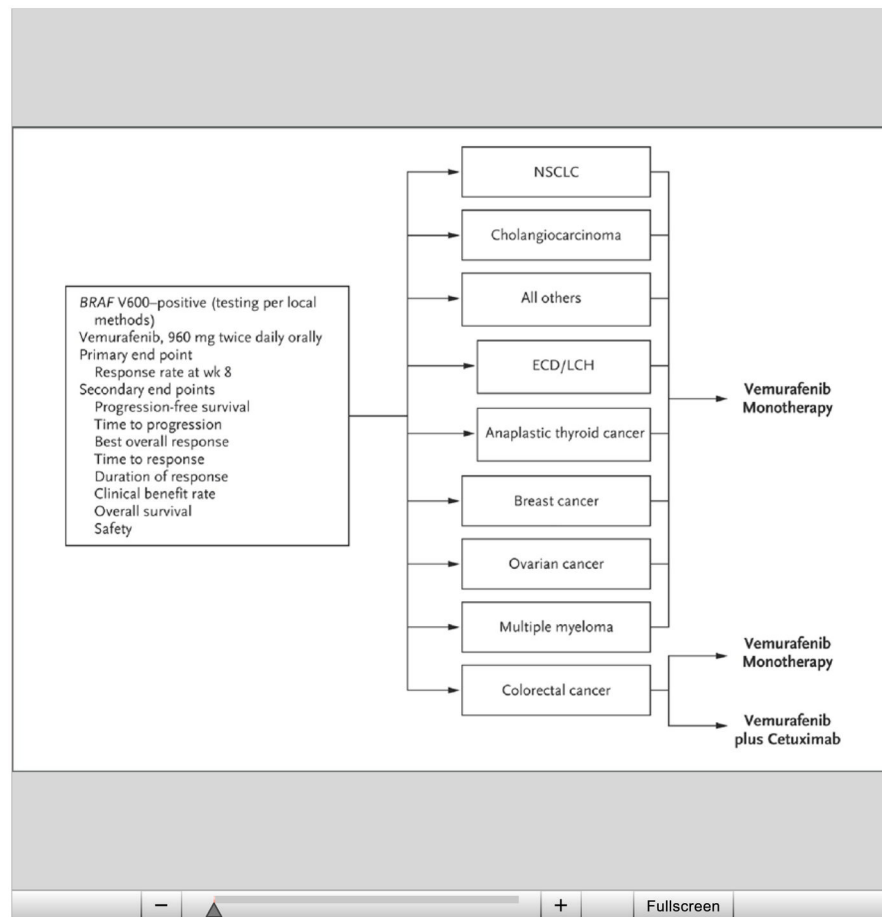 BRAF V600–positive (testing per local
methods)
Vemurafenib, 960 mg twice daily orally
Primary end point
Response rate at wk 8
Secondary end points
Progression-free survival
Time to progression
Best overall response
Time to response
Duration of response
Clinical benefit rate
Overall survival
Safety
NSCLC
Cholangiocarcinoma
All others
ECD/LCH
Anaplastic thyroid cancer
Breast cancer
Ovarian cancer
Multiple myeloma
Colorectal cancer
Vemurafenib
Monotherapy
Vemurafenib
Monotherapy
Vemurafenib
plus Cetuximab
− + Fullscreen